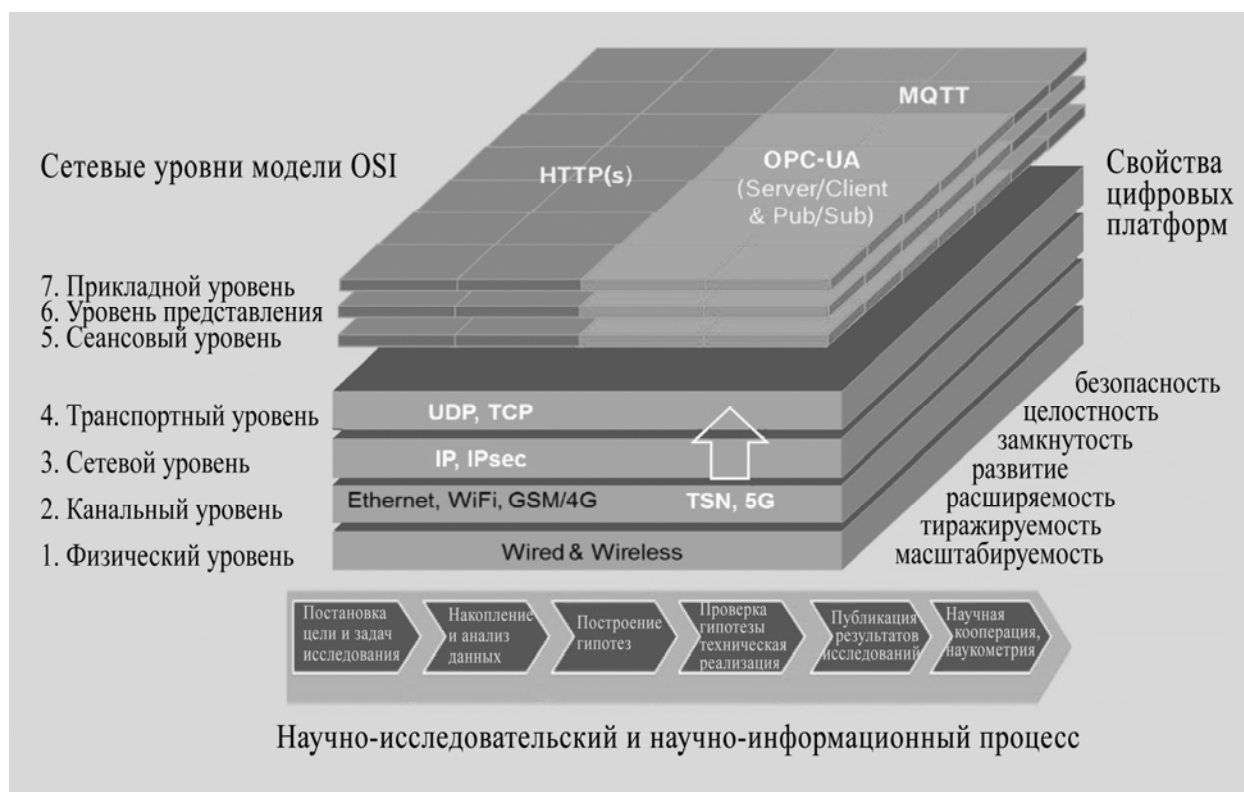 MQTT
Сетевые уровни модели OSI
HTTP(s)
OPC-UA
(Server/Client
& Pub/Sub)
Свойства
цифровых
платформ
7. Прикладной уровень
6. Уровень представления
5. Сеансовый уровень
4. Транспортный уровень
UDP, TCP
3. Сетевой уровень
IP, IPsec
2. Канальный уровень
Ethernet, WiFi, GSM/4G
TSN, 5G
1. Физический уровень
Wired & Wireless
безопасность
целостность
замкнутость
развитие
расширяемость
тиражируемость
масштабируемость
Постановка
цели и задач
исследования
Накопление
и анализ
данных
Построение
гипотез
Проверка
гипотезы
техническая
реализация
Публикация
результатов
исследований
Научная
кооперация,
наукометрия
Научно-исследовательский и научно-информационный процесс